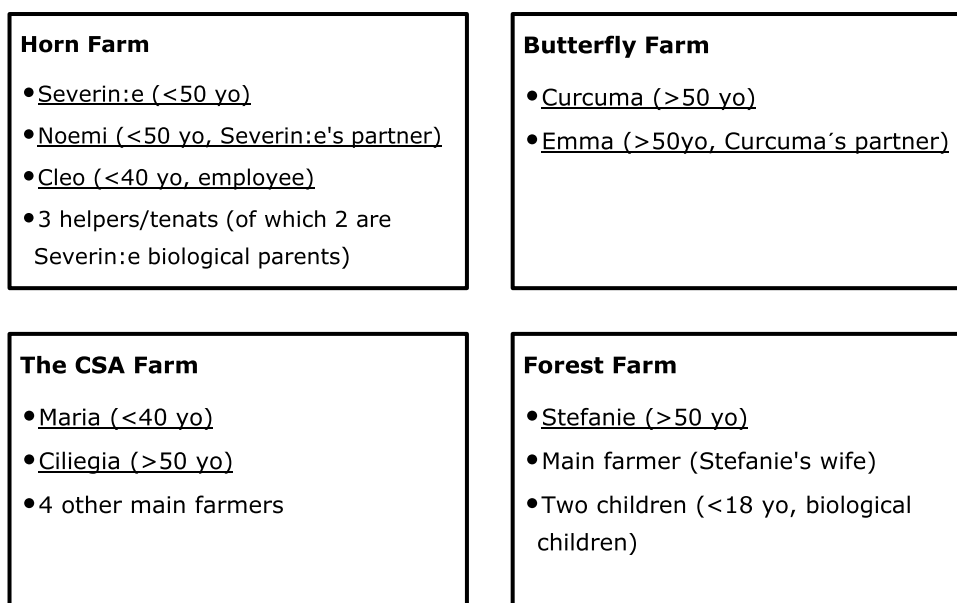 Horn Farm
•Severin:e (<50 yo)
•Noemi (<50 yo, Severin:e's partner)
•Cleo (<40 yo, employee)
•3 helpers/tenats (of which 2 are
Severin:e biological parents)
Butterfly Farm
•Curcuma (>50 yo)
•Emma (>50yo, Curcuma´s partner)
The CSA Farm
•Maria (<40 yo)
•Ciliegia (>50 yo)
•4 other main farmers
Forest Farm
•Stefanie (>50 yo)
•Main farmer (Stefanie's wife)
•Two children (<18 yo, biological
children)